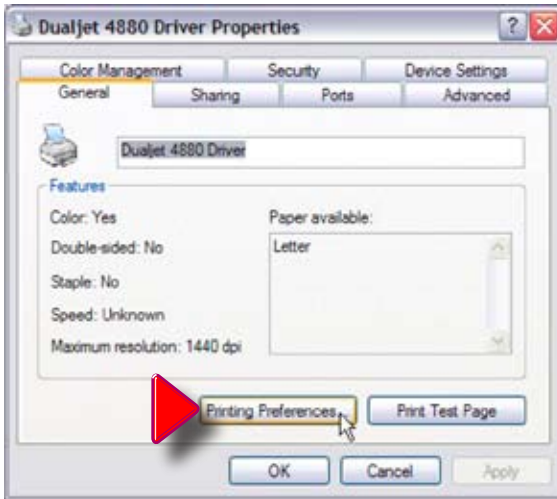 Dualjet 4880 Driver Properties
Color Management Security Device Settings
General Sharing Ports Advanced
Dualjet 4880 Driver
Features
Color: Yes Paper available:
Double-sided: No Letter
Staple: No
Speed: Unknown
Maximum resolution: 1440 dpi
Printing Preferences... Print Test Page
OK Cancel Apply